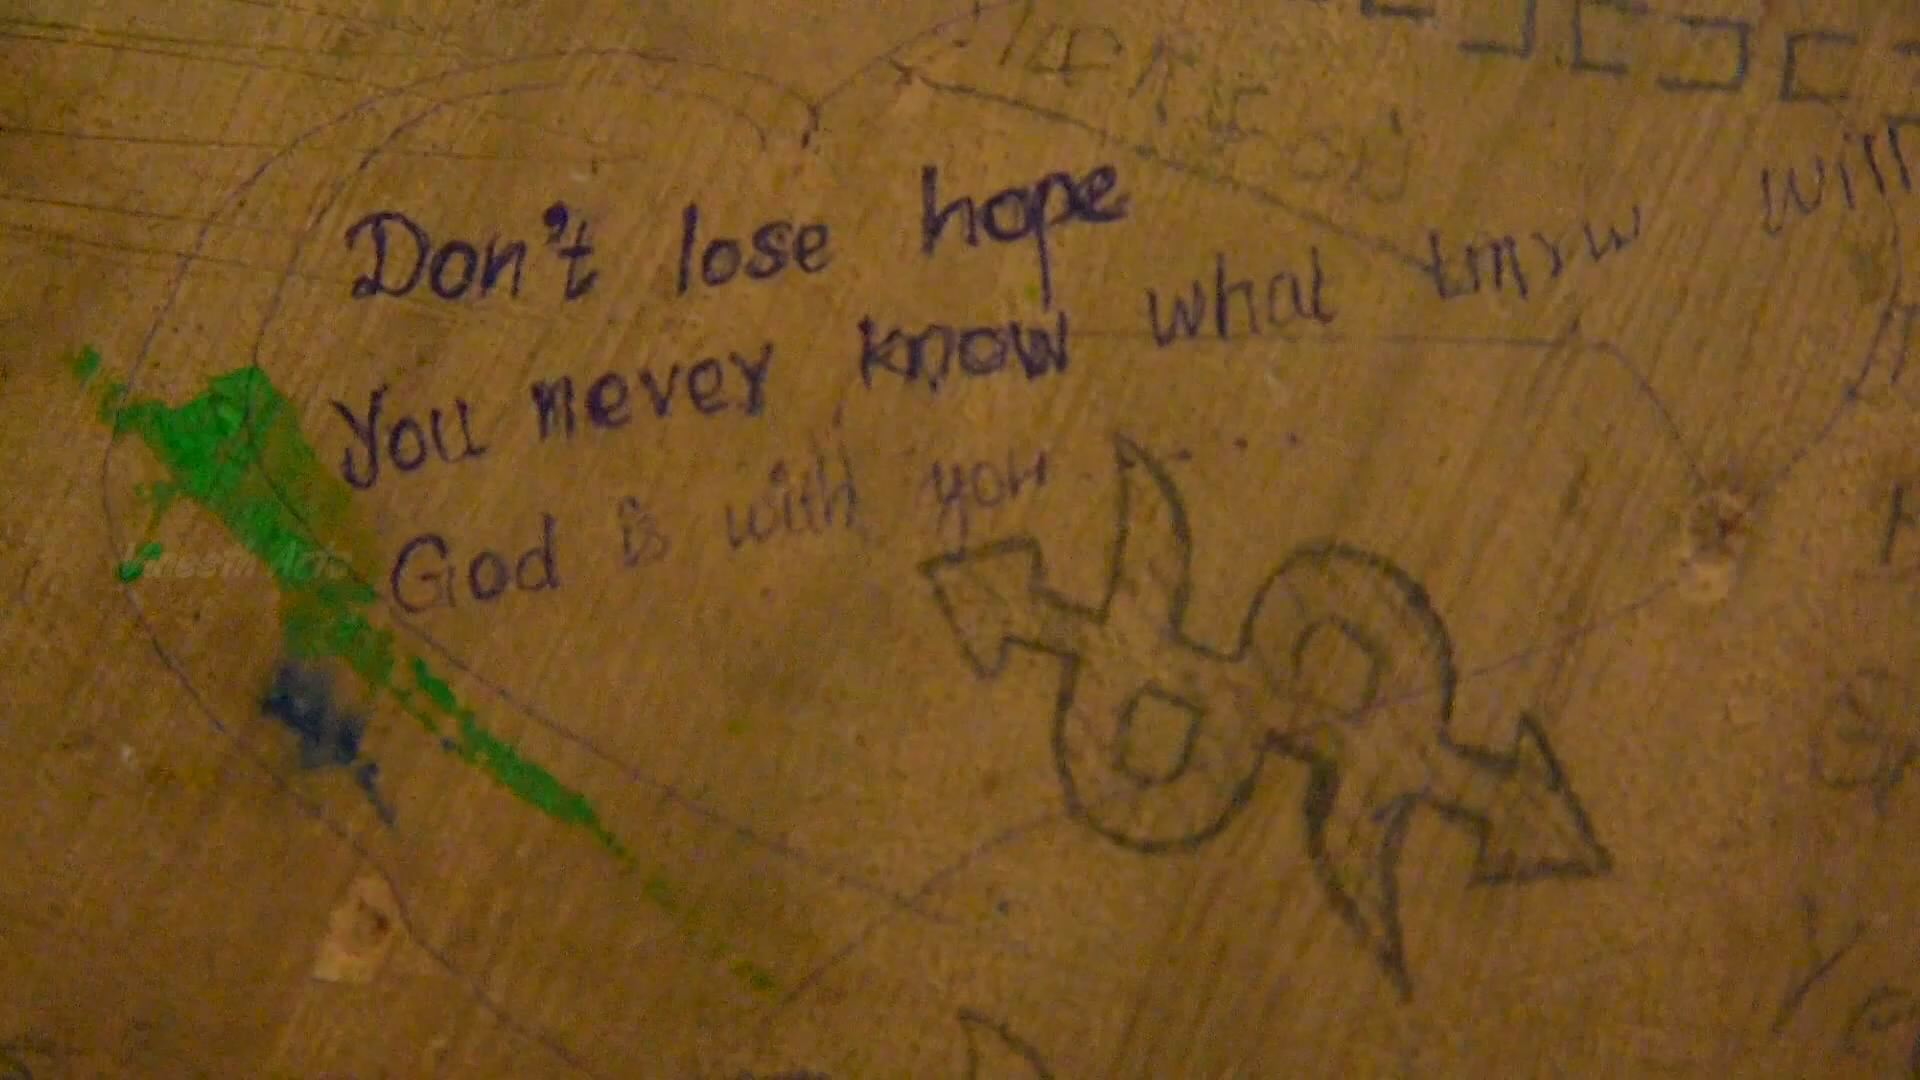 Don't lose hope
You never know what tmrw will
God is with you.....